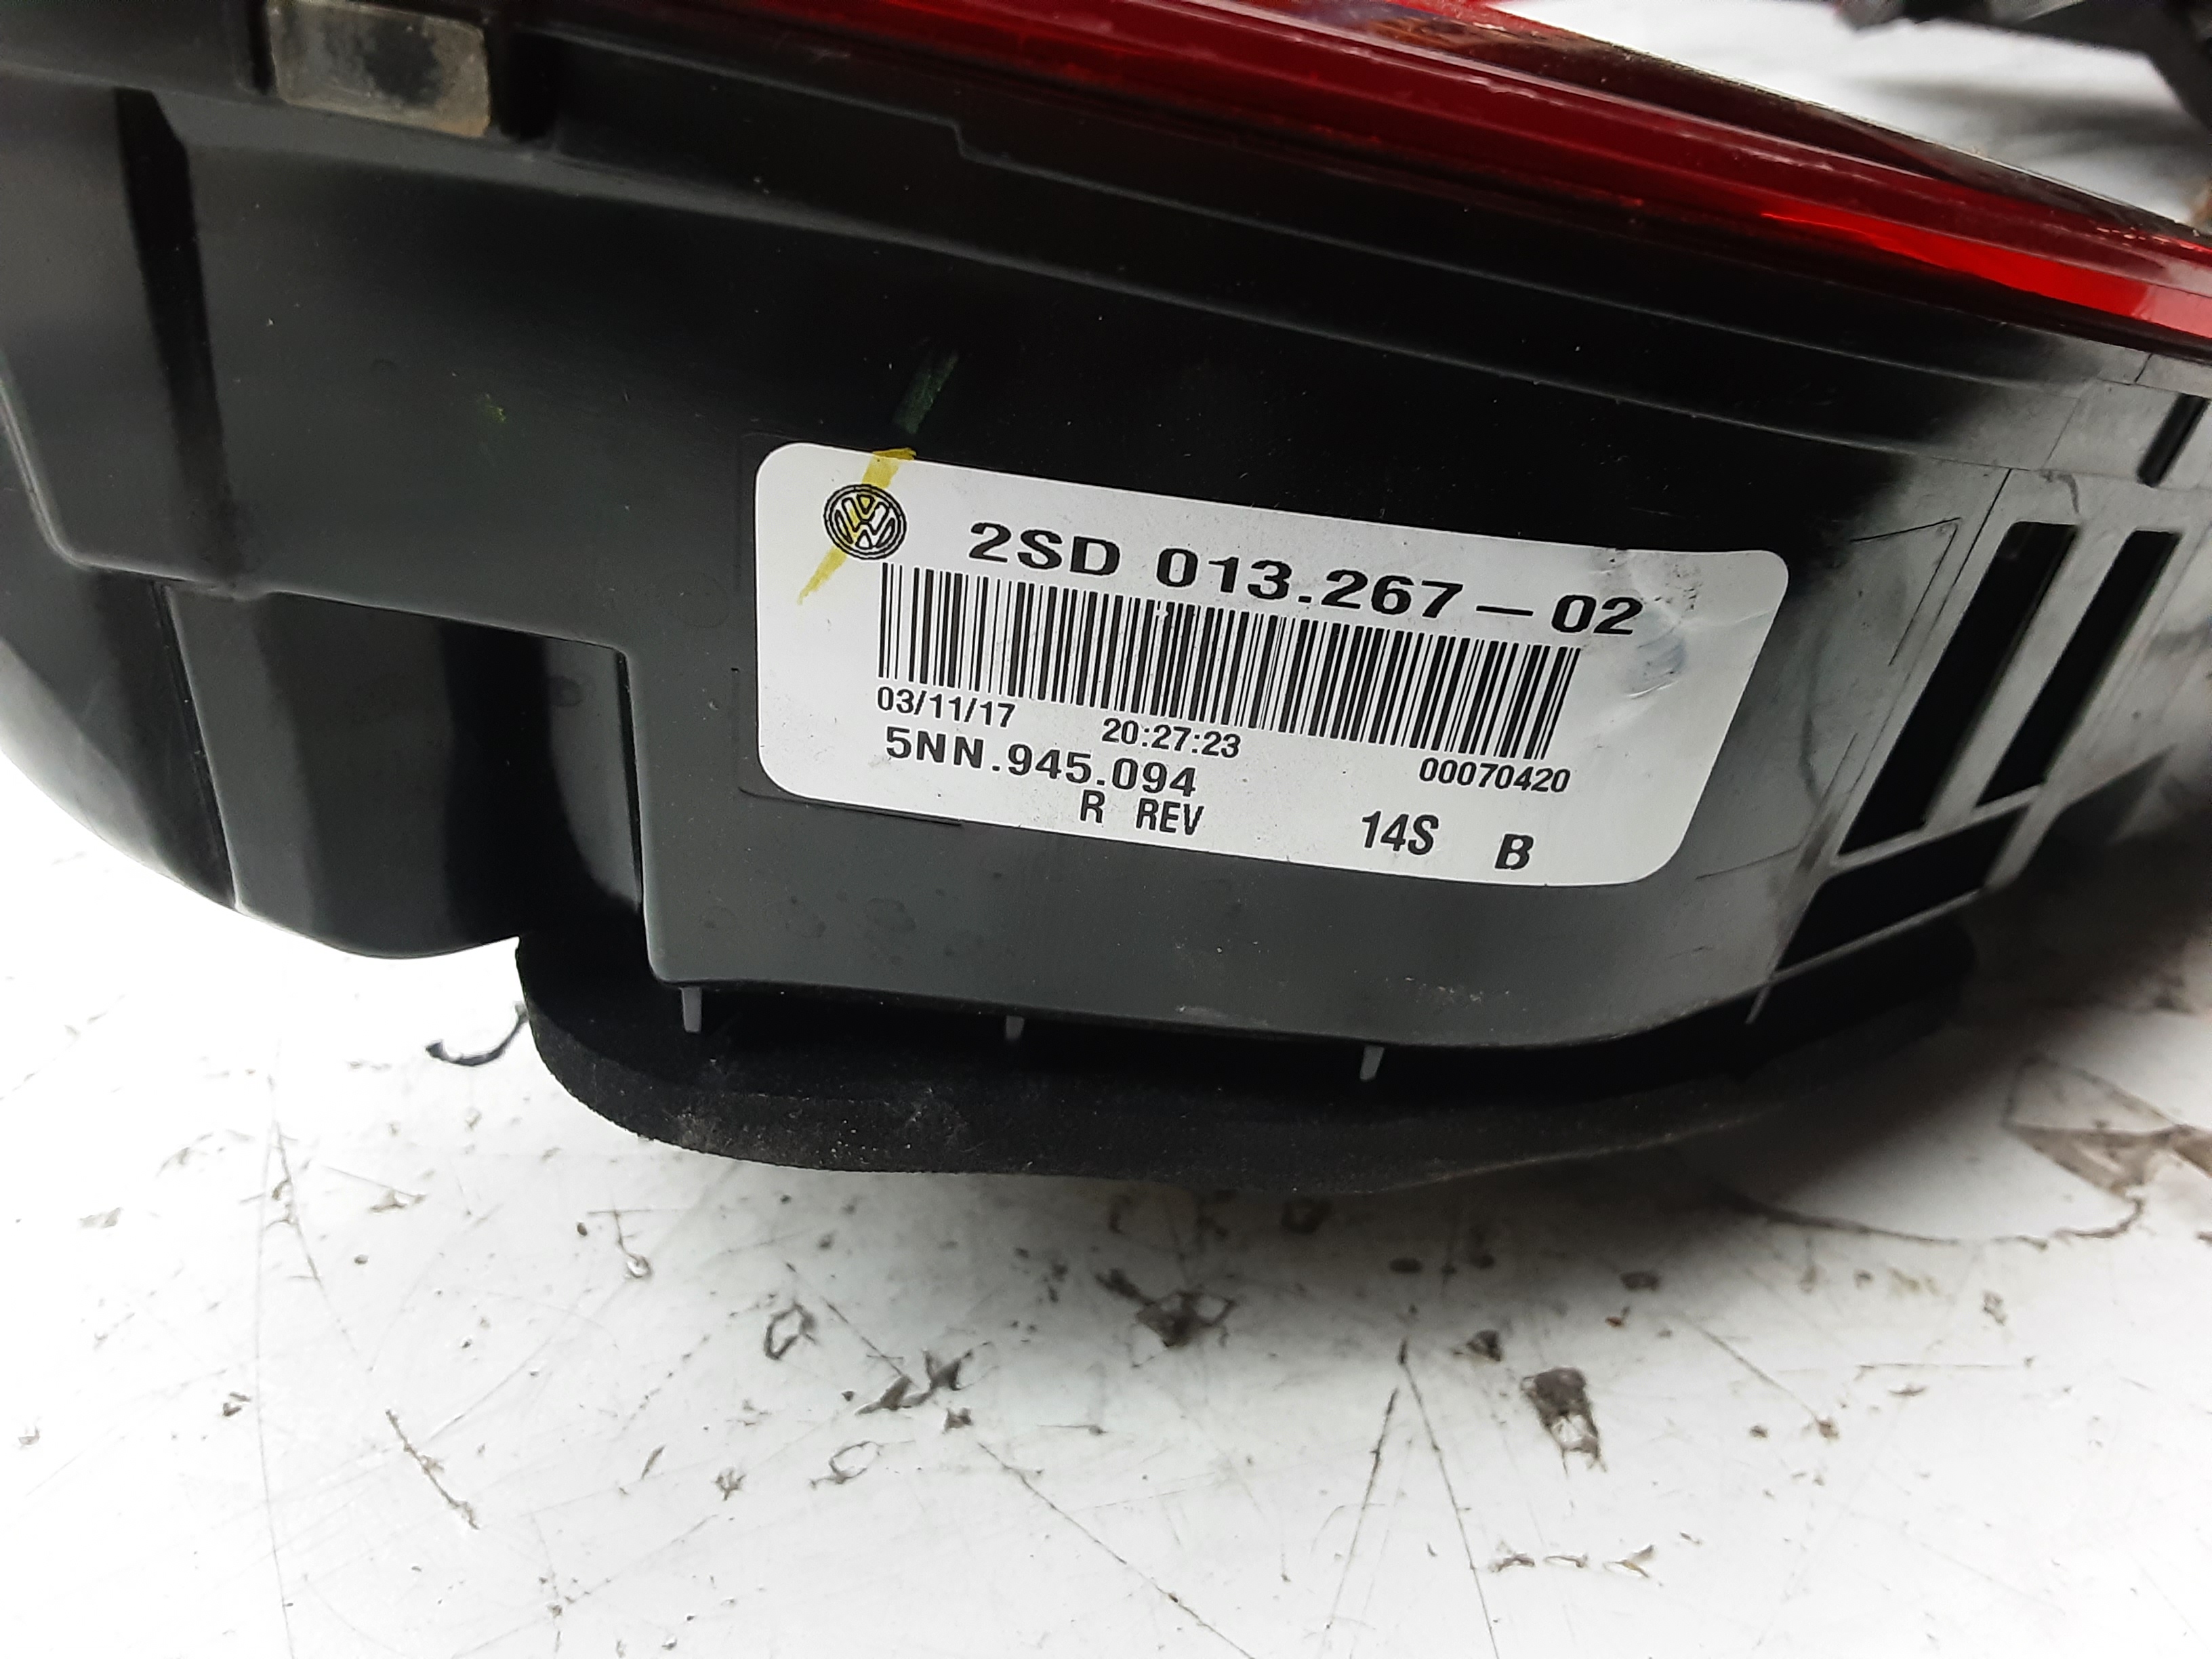 2SD 013.267-02
03/11/17 20:27:23 00070420
5NN.945.094
R REV 14S B